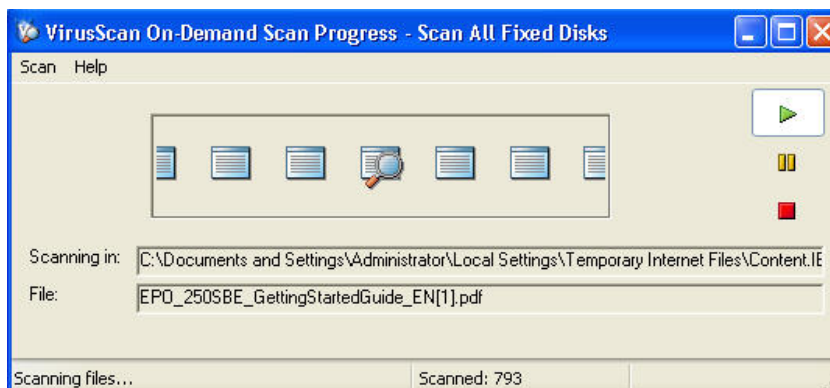 VirusScan On-Demand Scan Progress - Scan All Fixed Disks
Scan Help
Scanning in: C:\Documents and Settings\Administrator\Local Settings\Temporary Internet Files\Content.IE
File: EPO_250SBE_GettingStartedGuide_EN[1].pdf
Scanning files... Scanned: 793